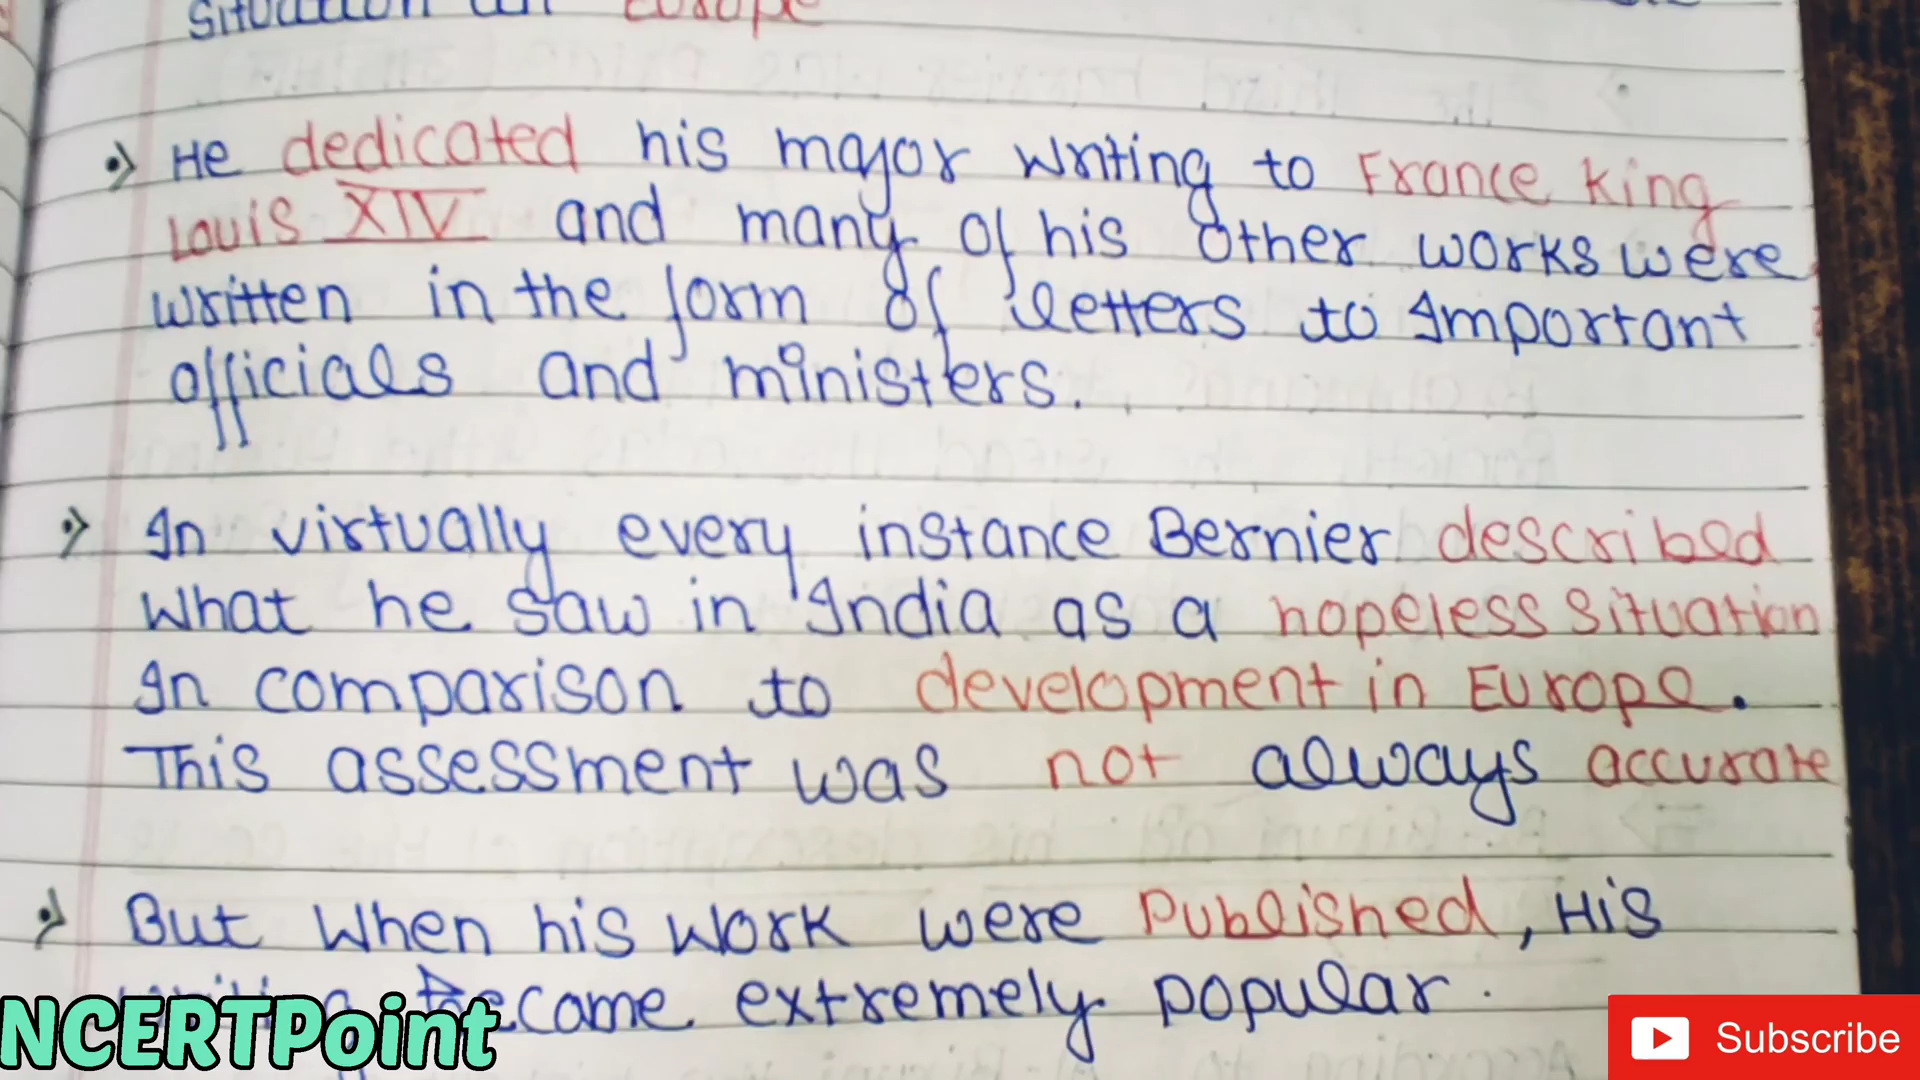 situation in Europe
He dedicated his major writing to France king
Louis XIV and many of his other works were
written in the form of letters to Important
officials and ministers.
In virtually every instance Bernier described
What he saw in India as a hopeless situation
In comparison to development in Europe.
This assessment was not always accurate
But When his work were Published, His
became extremely popular.
NCERTPoint
Subscribe